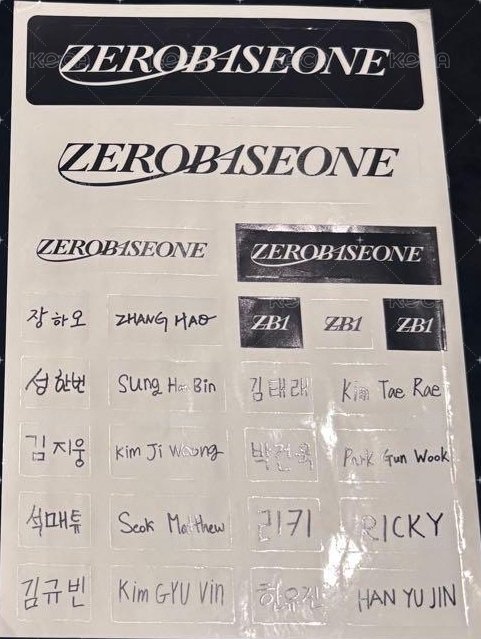 ZEROBASEONE
ZEROBASEONE
ZEROBASEONE ZEROBASEONE
장하오 ZHANG HAO ZB1 ZB1 ZB1
성한빈 Sung Han Bin 김태래 Kim Tae Rae
김지웅 Kim Ji Woong 박건욱 Park Gun Wook
석매튜 Seok Matthew 리키 RICKY
김규빈 Kim GYU Vin 한유진 HAN YU JIN